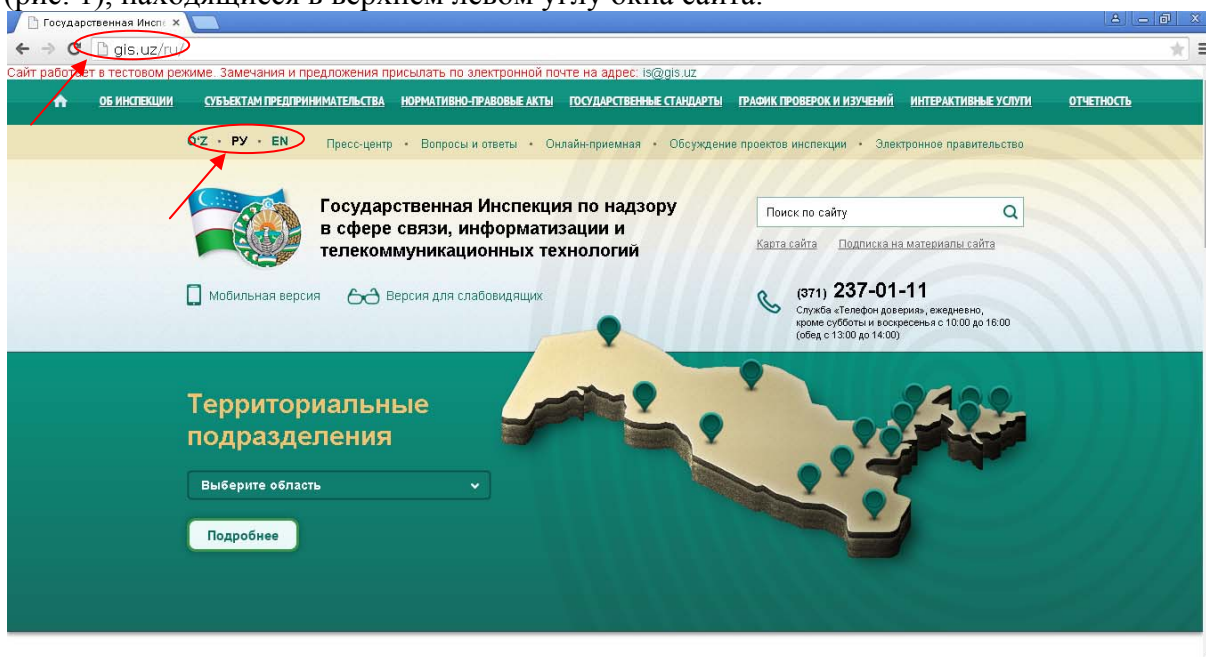 (рис. 1), находящиеся в верхнем левом углу окна сайта.
Государственная Инспе
gis.uz/ru/
Сайт работает в тестовом режиме. Замечания и предложения присылать по электронной почте на адрес: is@gis.uz
ОБ ИНСПЕКЦИИ СУБЪЕКТАМ ПРЕДПРИНИМАТЕЛЬСТВА НОРМАТИВНО-ПРАВОВЫЕ АКТЫ ГОСУДАРСТВЕННЫЕ СТАНДАРТЫ ГРАФИК ПРОВЕРОК И ИЗУЧЕНИЙ ИНТЕРАКТИВНЫЕ УСЛУГИ ОТЧЕТНОСТЬ
O'Z · РУ · EN Пресс-центр • Вопросы и ответы • Онлайн-приемная • Обсуждение проектов инспекции • Электронное правительство
Государственная Инспекция по надзору
в сфере связи, информатизации и
телекоммуникационных технологий
Поиск по сайту
Карта сайта Подписка на материалы сайта
Мобильная версия Версия для слабовидящих
(371) 237-01-11
Служба «Телефон доверия», ежедневно,
кроме субботы и воскресенья с 10:00 до 16:00
(обед с 13:00 до 14:00)
Территориальные
подразделения
Выберите область
Подробнее